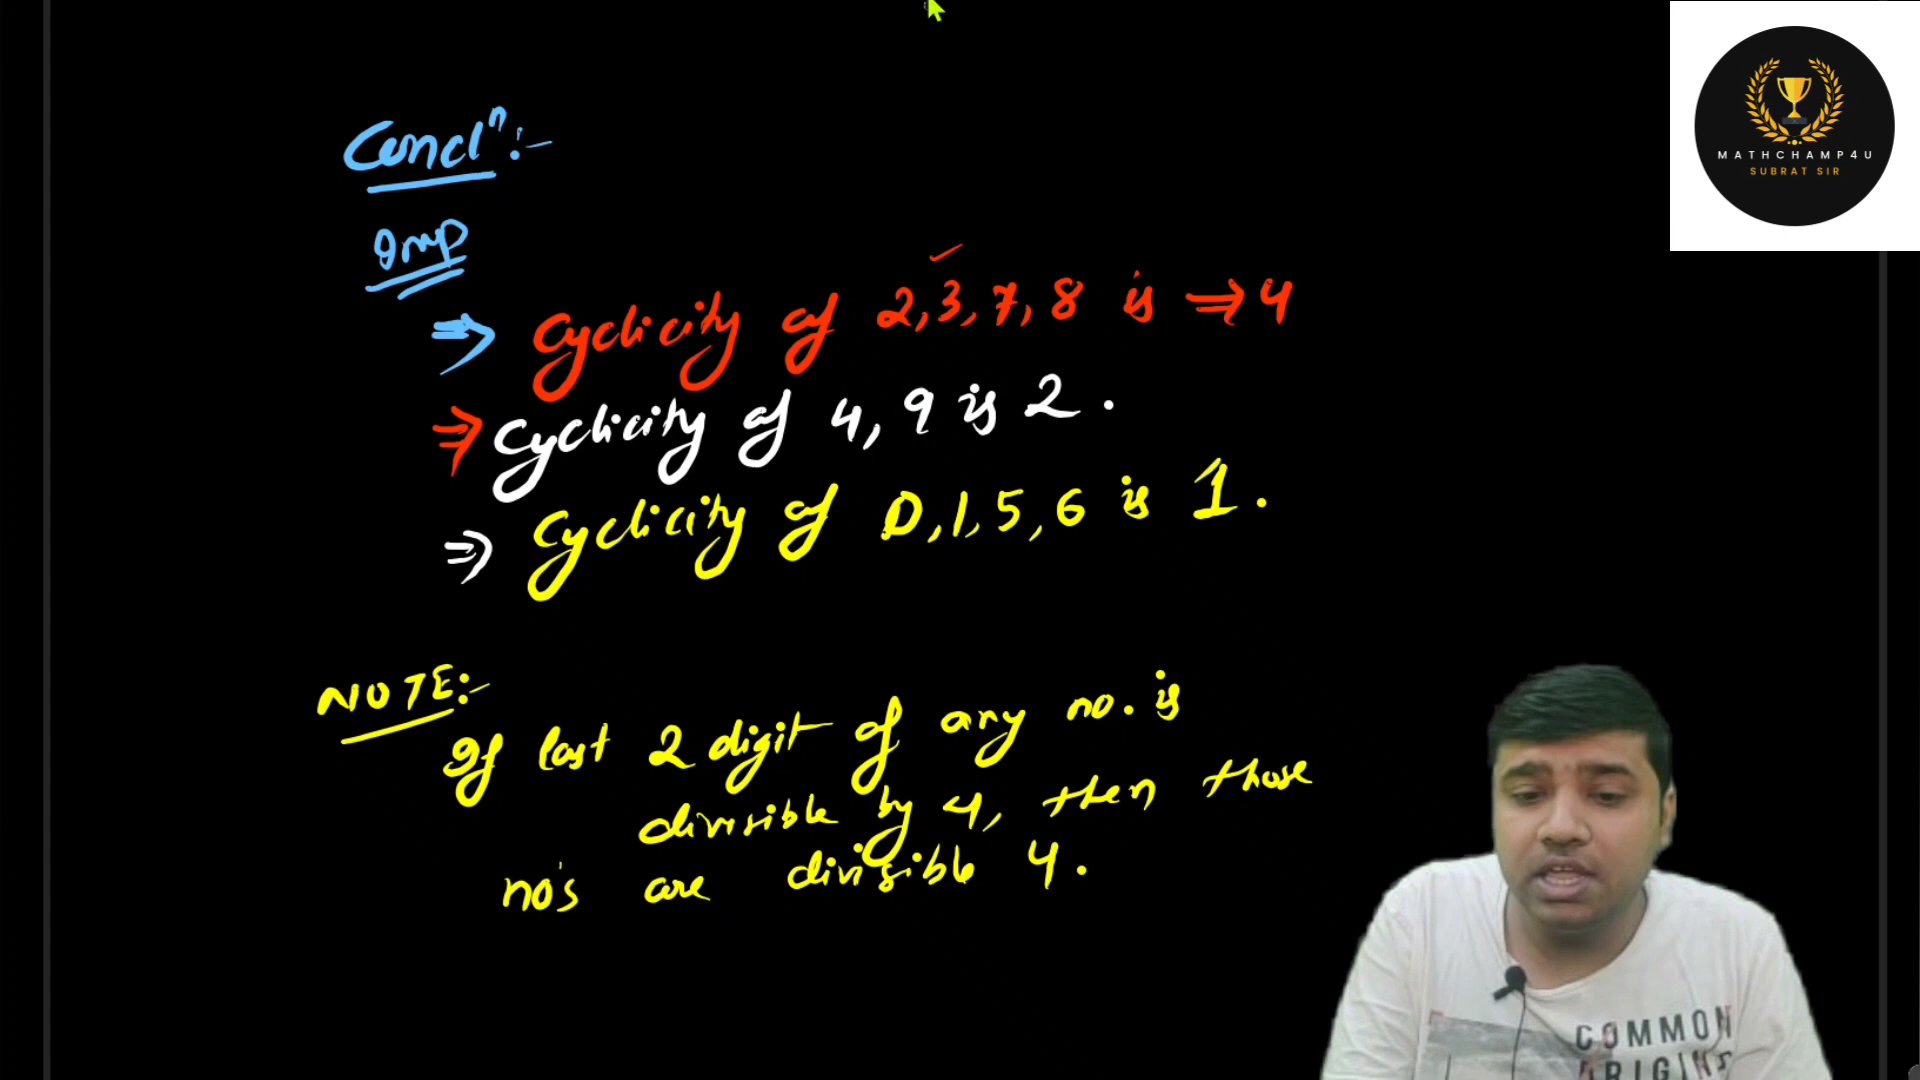 Concl^n:-
Imp
⇒ Cyclicity of 2,3,7,8 is ⇒ 4
⇒ Cyclicity of 4,9 is 2.
⇒ Cyclicity of 0,1,5,6 is 1.
NOTE:-
If last 2 digit of any no. is
divisible by 4, then those
no's are divisible 4.
MATHCHAMP4U
SUBRAT SIR
COMMON
ORIGINS